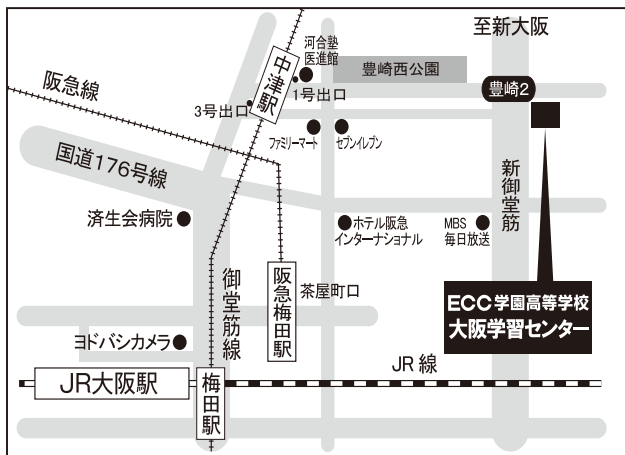 至新大阪
河合塾
医進館
豊崎西公園
中津駅
阪急線
1号出口
豊崎2
3号出口
ファミリーマート
セブンイレブン
国道176号線
新御堂筋
済生会病院
ホテル阪急
インターナショナル
MBS
毎日放送
御堂筋線
阪急梅田駅
茶屋町口
ECC学園高等学校
大阪学習センター
ヨドバシカメラ
JR線
JR大阪駅
梅田駅